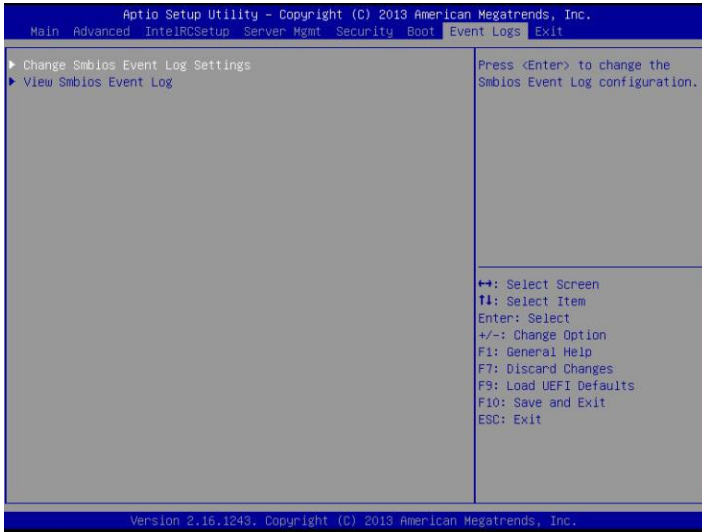 Aptio Setup Utility – Copyright (C) 2013 American Megatrends, Inc.
Main Advanced IntelRCSetup Server Mgmt Security Boot Event Logs Exit
▶ Change Smbios Event Log Settings
▶ View Smbios Event Log
Press <Enter> to change the
Smbios Event Log configuration.
↔: Select Screen
↑↓: Select Item
Enter: Select
+/-: Change Option
F1: General Help
F7: Discard Changes
F9: Load UEFI Defaults
F10: Save and Exit
ESC: Exit
Version 2.16.1243. Copyright (C) 2013 American Megatrends, Inc.